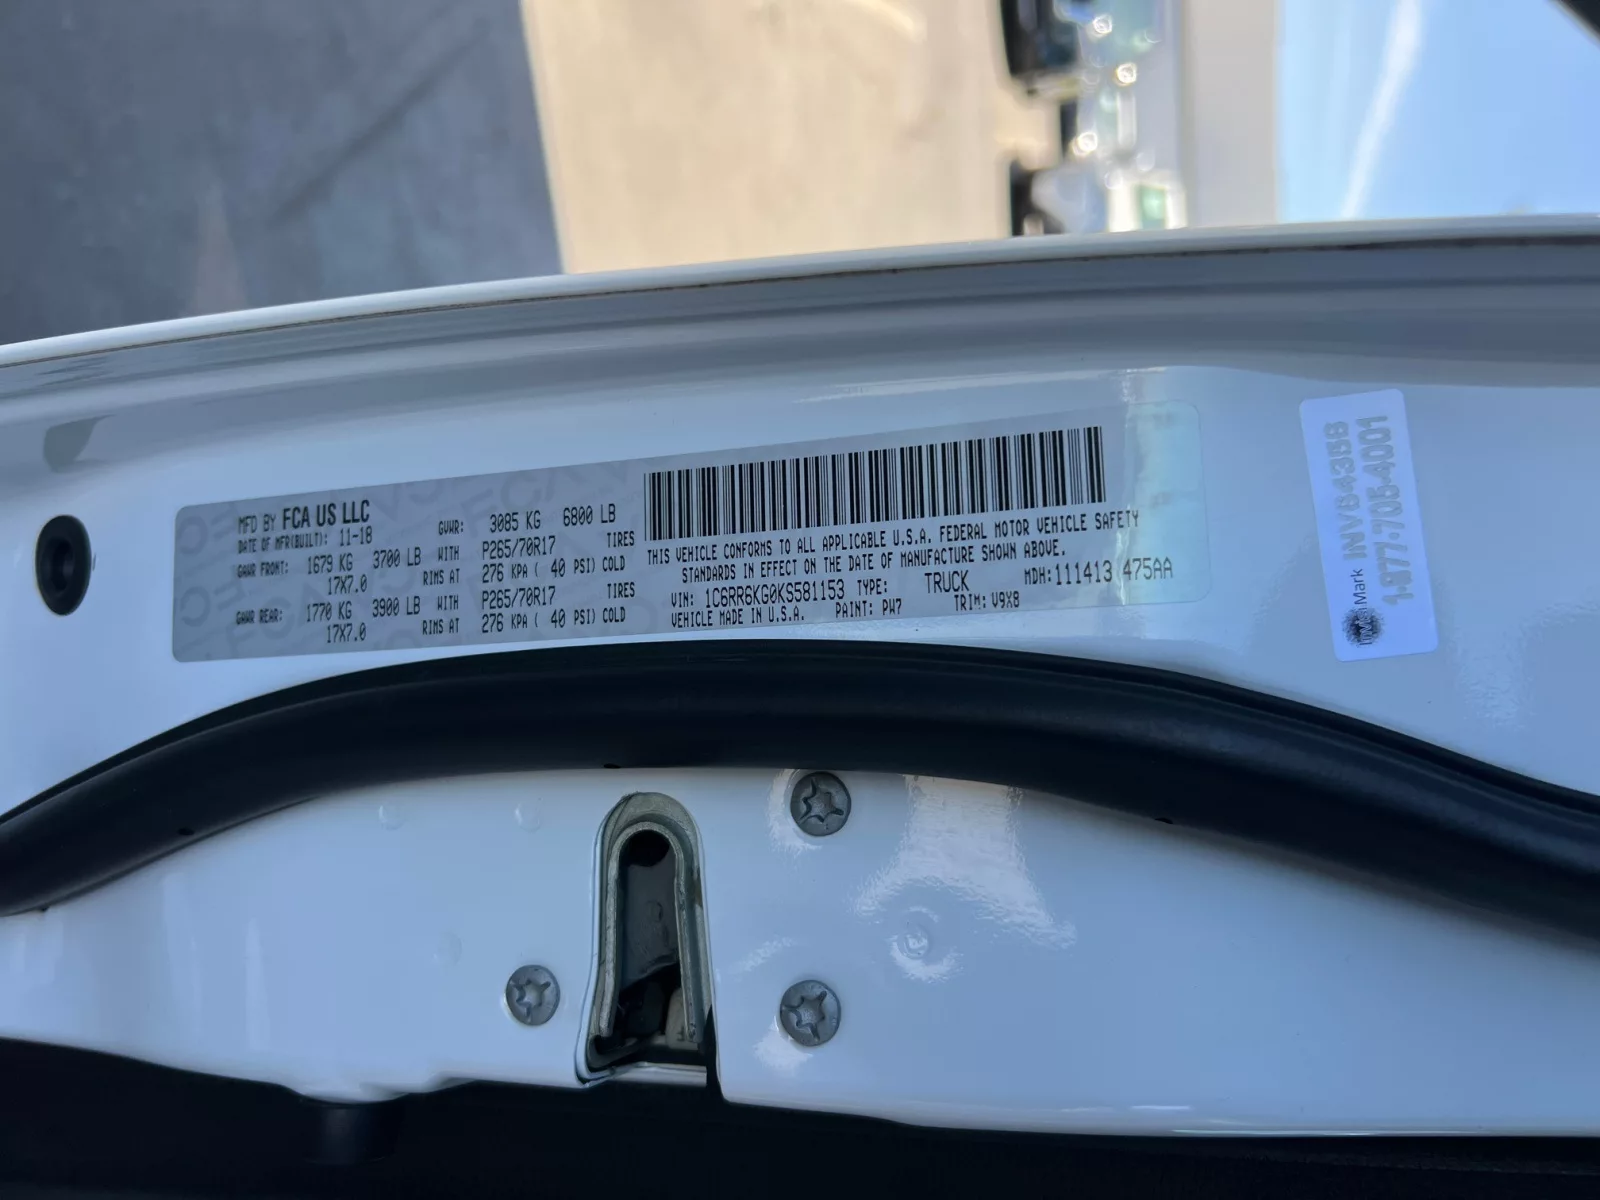 MFD BY FCA US LLC
DATE OF MFR(BUILT): 11-18 GVWR: 3085 KG 6800 LB
GAWR FRONT: 1679 KG 3700 LB WITH P265/70R17 TIRES
17X7.0 RIMS AT 276 KPA ( 40 PSI) COLD
GAWR REAR: 1770 KG 3900 LB WITH P265/70R17 TIRES
17X7.0 RIMS AT 276 KPA ( 40 PSI) COLD
THIS VEHICLE CONFORMS TO ALL APPLICABLE U.S.A. FEDERAL MOTOR VEHICLE SAFETY
STANDARDS IN EFFECT ON THE DATE OF MANUFACTURE SHOWN ABOVE.
VIN: 1C6RR6KG0KS581153 TYPE: TRUCK MDH:111413 475AA
VEHICLE MADE IN U.S.A. PAINT: PW7 TRIM: V9X8
Mark
1-877-705-4001